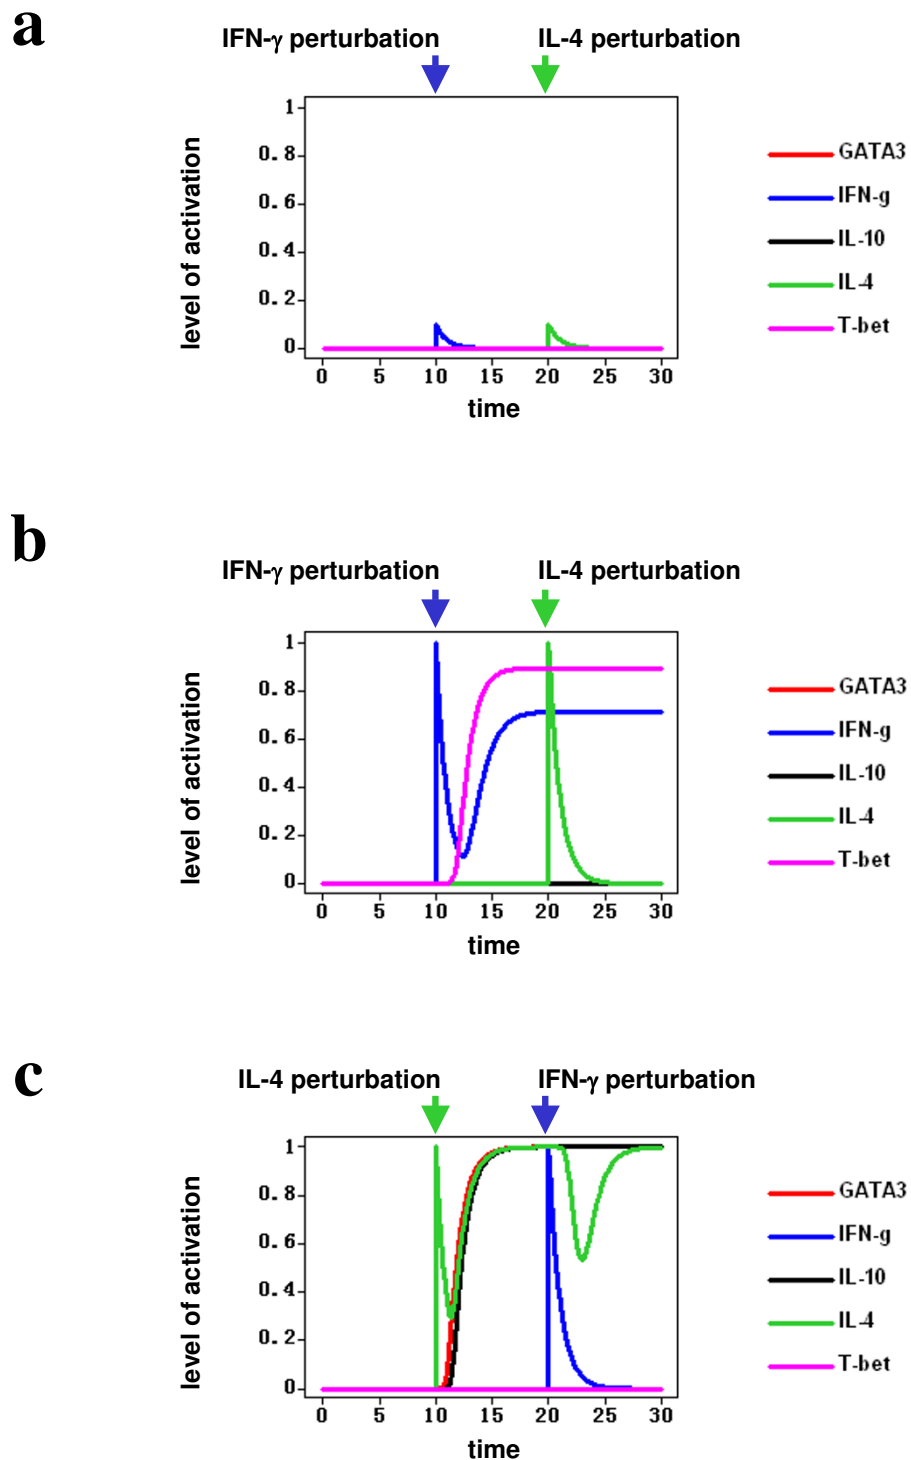 a
IFN-γ perturbation IL-4 perturbation
level of activation
1
0.8
0.6
0.4
0.2
0
0 5 10 15 20 25 30
time
GATA3
IFN-g
IL-10
IL-4
T-bet
b
IFN-γ perturbation IL-4 perturbation
level of activation
1
0.8
0.6
0.4
0.2
0
0 5 10 15 20 25 30
time
GATA3
IFN-g
IL-10
IL-4
T-bet
c
IL-4 perturbation IFN-γ perturbation
level of activation
1
0.8
0.6
0.4
0.2
0
0 5 10 15 20 25 30
time
GATA3
IFN-g
IL-10
IL-4
T-bet